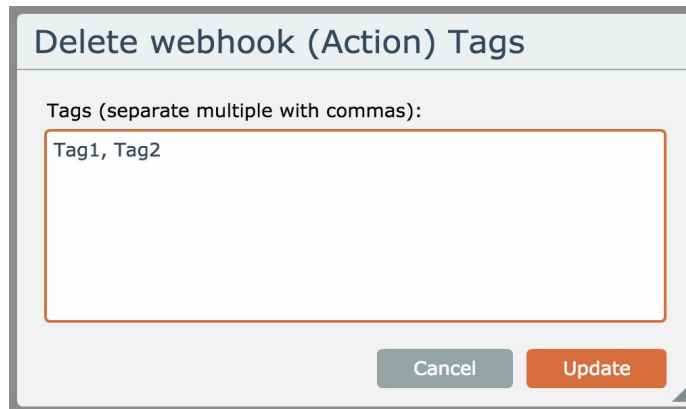 Delete webhook (Action) Tags
Tags (separate multiple with commas):
Tag1, Tag2
Cancel Update